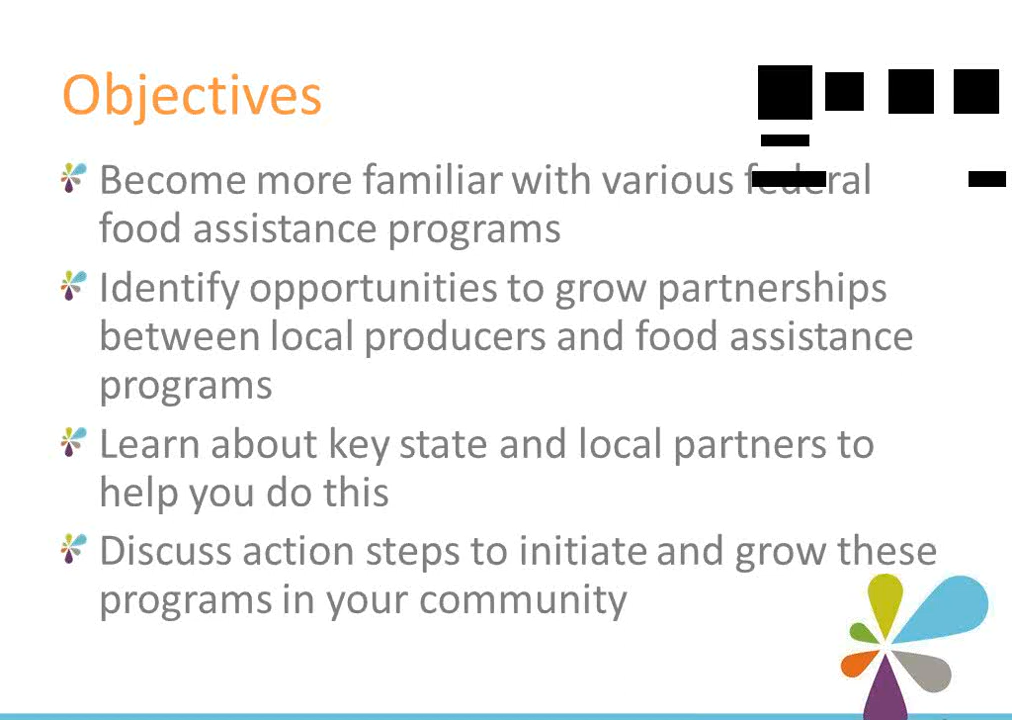 Objectives
Become more familiar with various federal
food assistance programs
Identify opportunities to grow partnerships
between local producers and food assistance
programs
Learn about key state and local partners to
help you do this
Discuss action steps to initiate and grow these
programs in your community